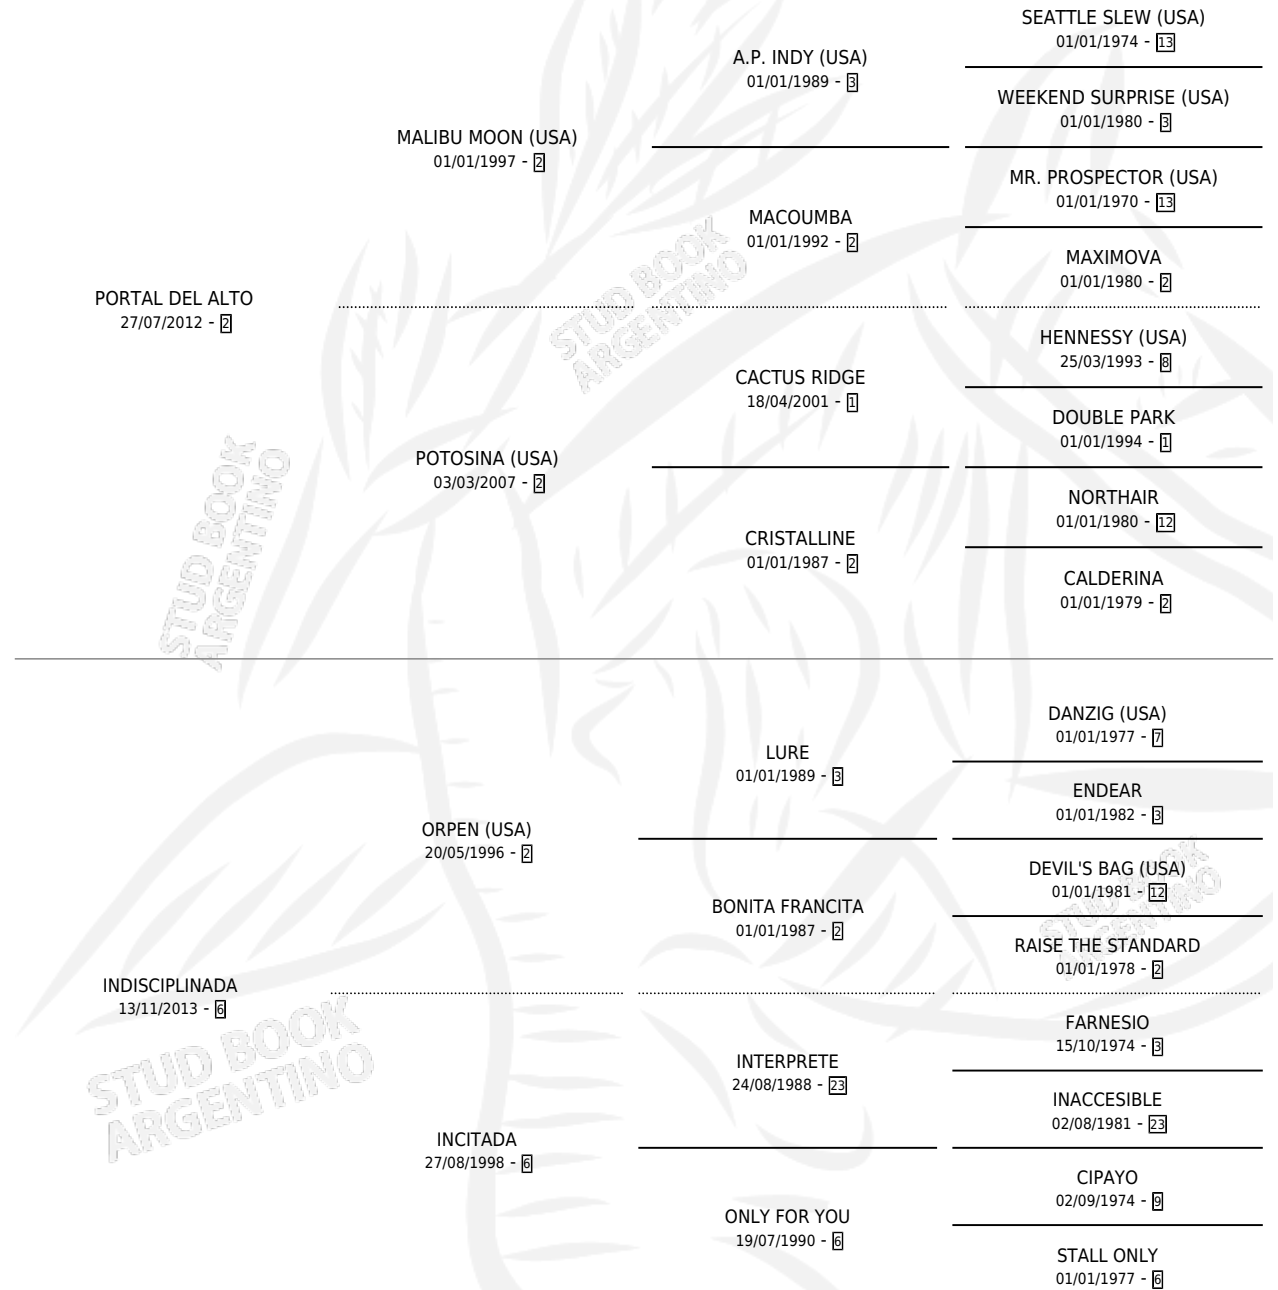 SEATTLE SLEW (USA)
01/01/1974 - 13
A.P. INDY (USA)
01/01/1989 - 3
WEEKEND SURPRISE (USA)
01/01/1980 - 3
MALIBU MOON (USA)
01/01/1997 - 2
MR. PROSPECTOR (USA)
01/01/1970 - 13
MACOUMBA
01/01/1992 - 2
MAXIMOVA
01/01/1980 - 2
PORTAL DEL ALTO
27/07/2012 - 2
STUD BOOK
ARGENTINO
HENNESSY (USA)
25/03/1993 - 8
CACTUS RIDGE
18/04/2001 - 1
DOUBLE PARK
01/01/1994 - 1
POTOSINA (USA)
03/03/2007 - 2
NORTHAIR
01/01/1980 - 12
CRISTALLINE
01/01/1987 - 2
CALDERINA
01/01/1979 - 2
STUD BOOK
ARGENTINO
DANZIG (USA)
01/01/1977 - 7
LURE
01/01/1989 - 3
ENDEAR
01/01/1982 - 3
ORPEN (USA)
20/05/1996 - 2
DEVIL'S BAG (USA)
01/01/1981 - 12
BONITA FRANCITA
01/01/1987 - 2
STUD BOOK
ARGENTINO
RAISE THE STANDARD
01/01/1978 - 2
INDISCIPLINADA
13/11/2013 - 6
STUD BOOK
ARGENTINO
FARNESIO
15/10/1974 - 3
INTERPRETE
24/08/1988 - 23
INACCESIBLE
02/08/1981 - 23
INCITADA
27/08/1998 - 6
CIPAYO
02/09/1974 - 9
ONLY FOR YOU
19/07/1990 - 6
STALL ONLY
01/01/1977 - 6